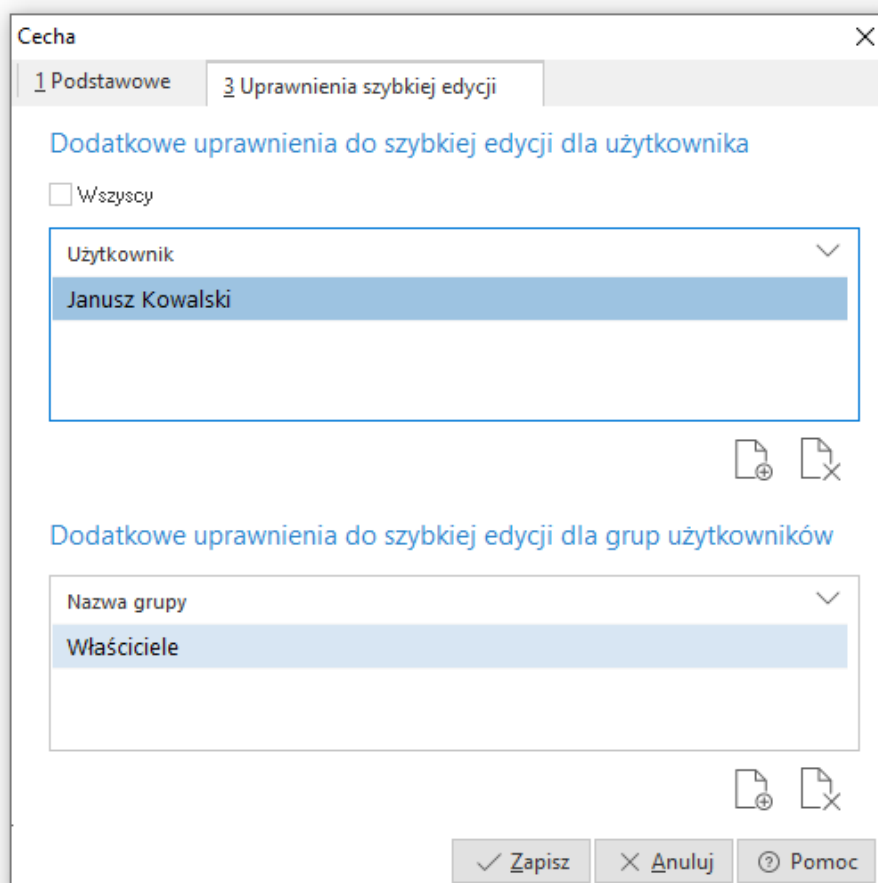 Cecha
1 Podstawowe
3 Uprawnienia szybkiej edycji
Dodatkowe uprawnienia do szybkiej edycji dla użytkownika
Wszyscy
Użytkownik
Janusz Kowalski
Dodatkowe uprawnienia do szybkiej edycji dla grup użytkowników
Nazwa grupy
Właściciele
Zapisz
Anuluj
Pomoc